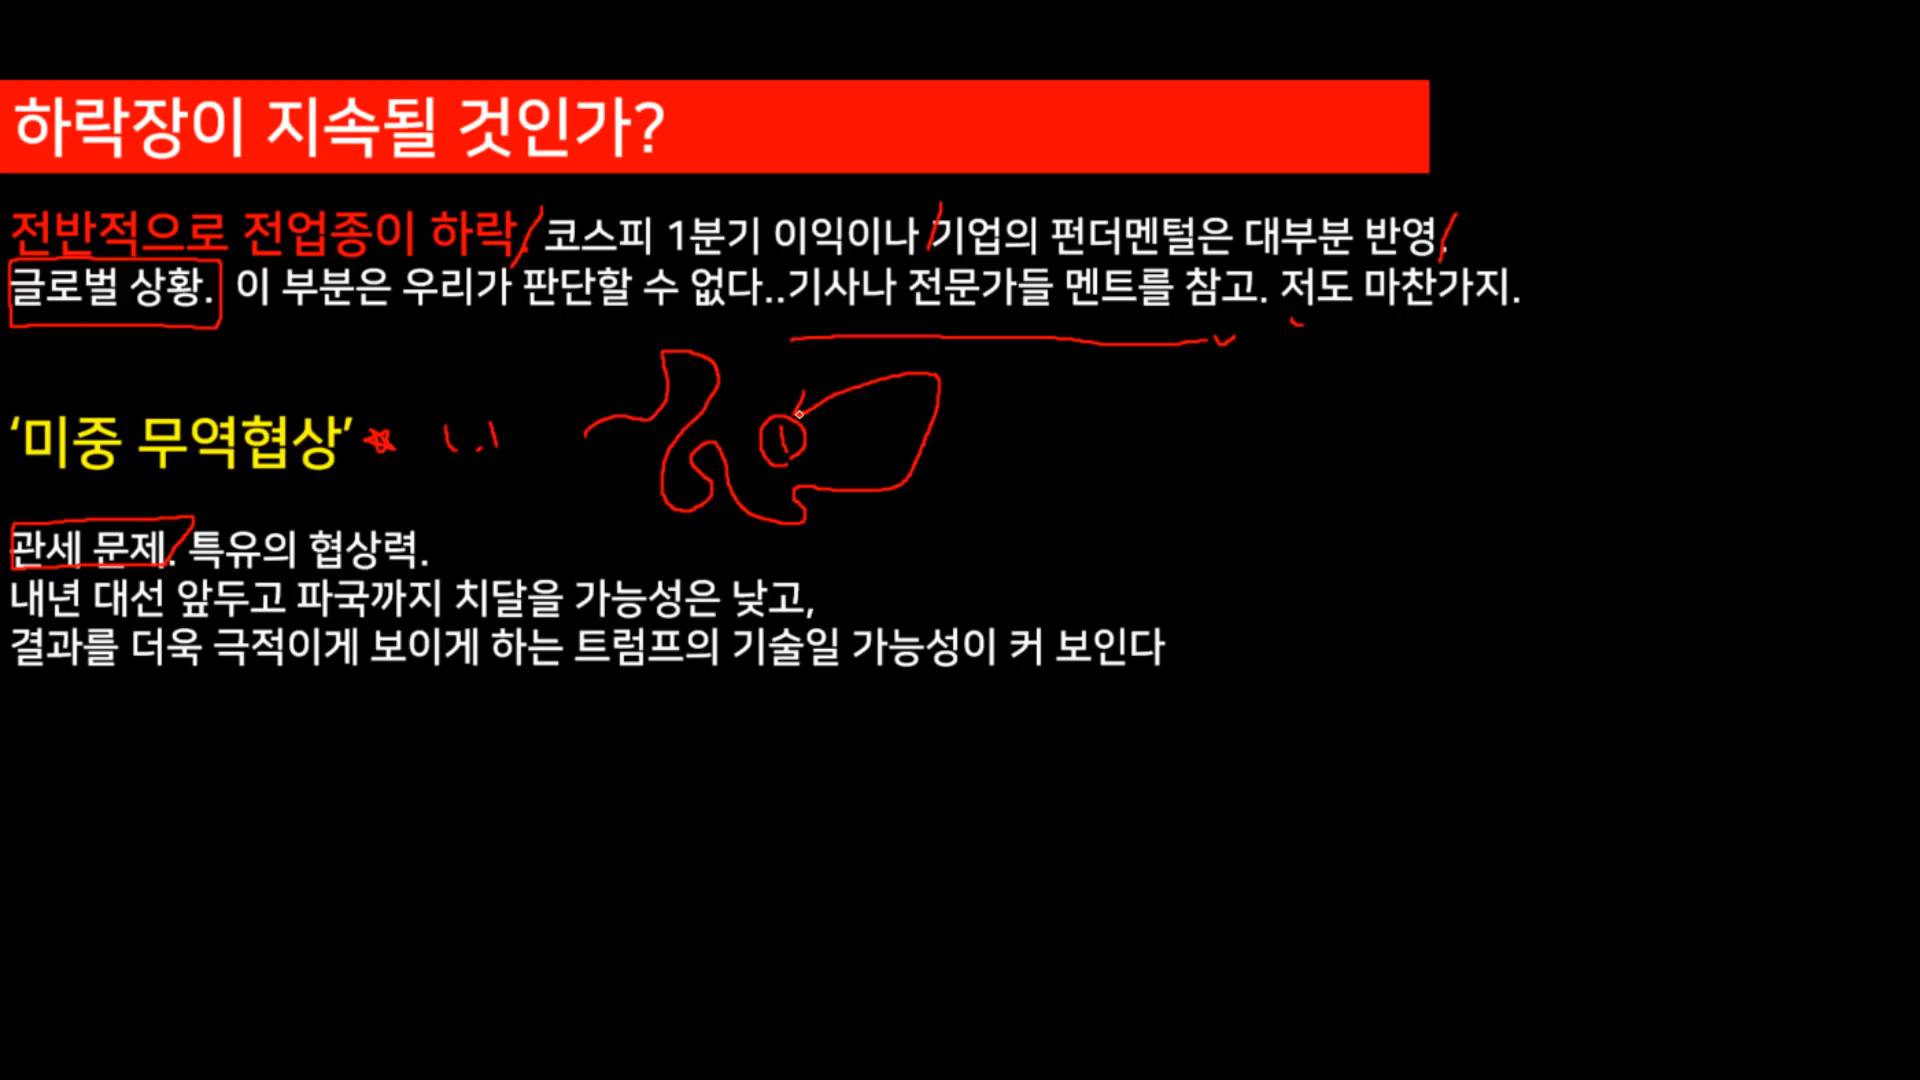 하락장이 지속될 것인가?
전반적으로 전업종이 하락. 코스피 1분기 이익이나 기업의 펀더멘털은 대부분 반영.
글로벌 상황. 이 부분은 우리가 판단할 수 없다..기사나 전문가들 멘트를 참고. 저도 마찬가지.
‘미중 무역협상’
1
관세 문제. 특유의 협상력.
내년 대선 앞두고 파국까지 치달을 가능성은 낮고,
결과를 더욱 극적이게 보이게 하는 트럼프의 기술일 가능성이 커 보인다